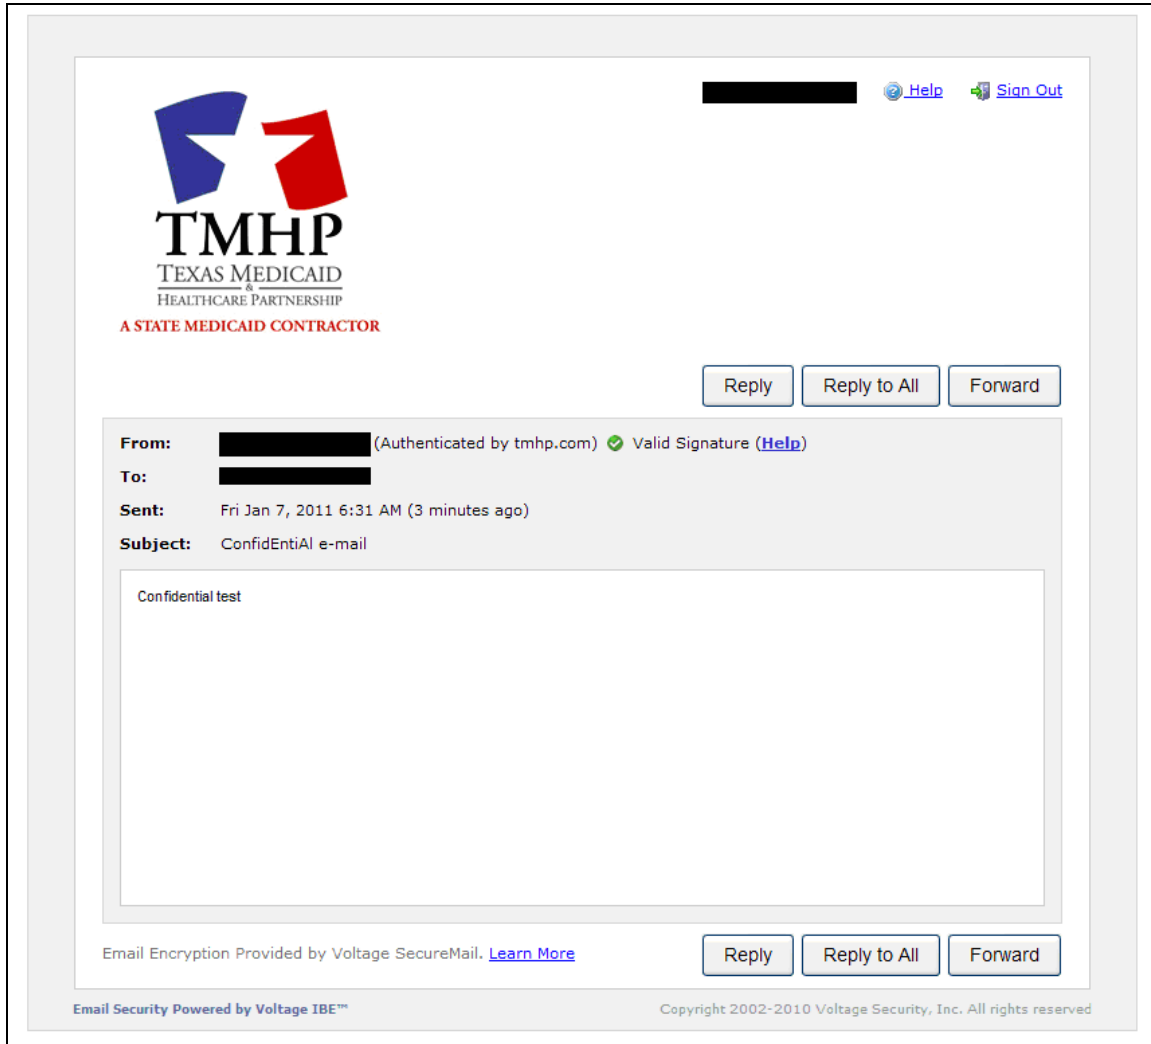 Help Sign Out
TMHP
TEXAS MEDICAID
&
HEALTHCARE PARTNERSHIP
A STATE MEDICAID CONTRACTOR
Reply Reply to All Forward
From: (Authenticated by tmhp.com) Valid Signature (Help)
To:
Sent: Fri Jan 7, 2011 6:31 AM (3 minutes ago)
Subject: ConfidEntiAl e-mail
Confidential test
Email Encryption Provided by Voltage SecureMail. Learn More Reply Reply to All Forward
Email Security Powered by Voltage IBE™ Copyright 2002-2010 Voltage Security, Inc. All rights reserved